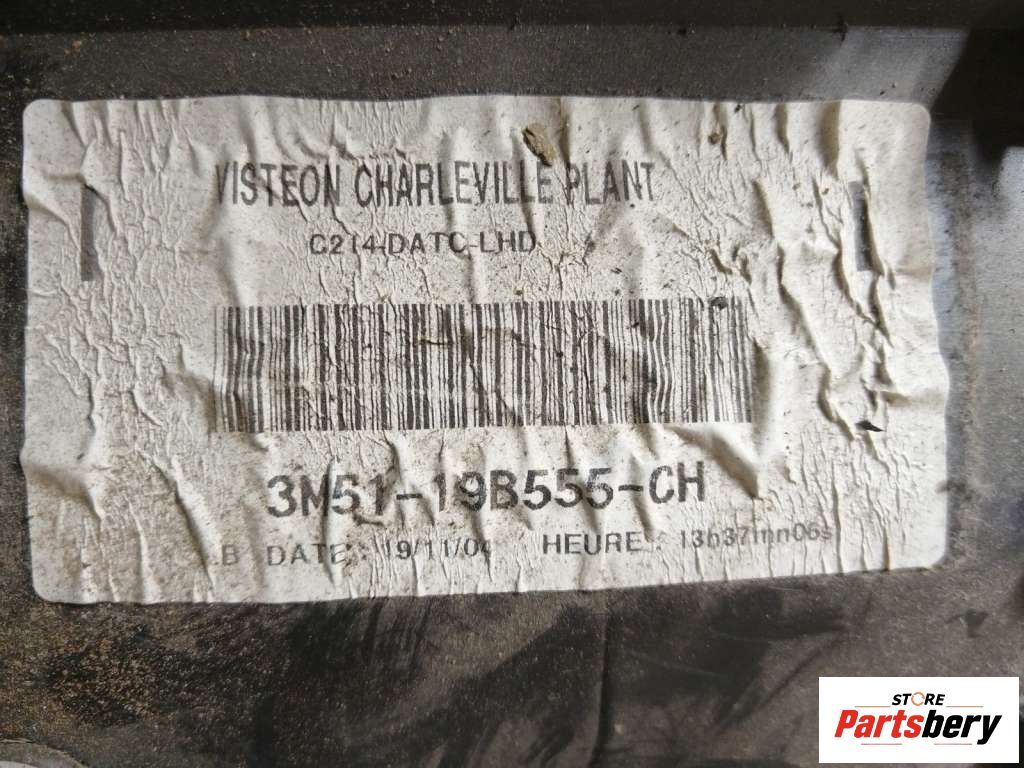 VISTEON CHARLEVILLE PLANT
C214-DATC-LHD
3M51-19B555-CH
B DATE : 19/11/04 HEURE : 13h37mn06s
STORE
Partsbery